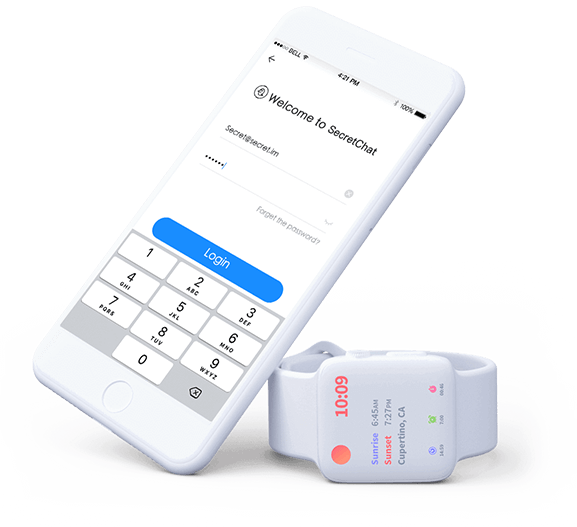 BELL
4:21 PM
100%
Welcome to SecretChat
Secret@secret.im
Forget the password?
Login
1
2
ABC
3
DEF
4
GHI
5
JKL
6
MNO
7
PQRS
8
TUV
9
WXYZ
0
10:09
Sunrise 6:45AM
Sunset 7:27PM
Cupertino, CA